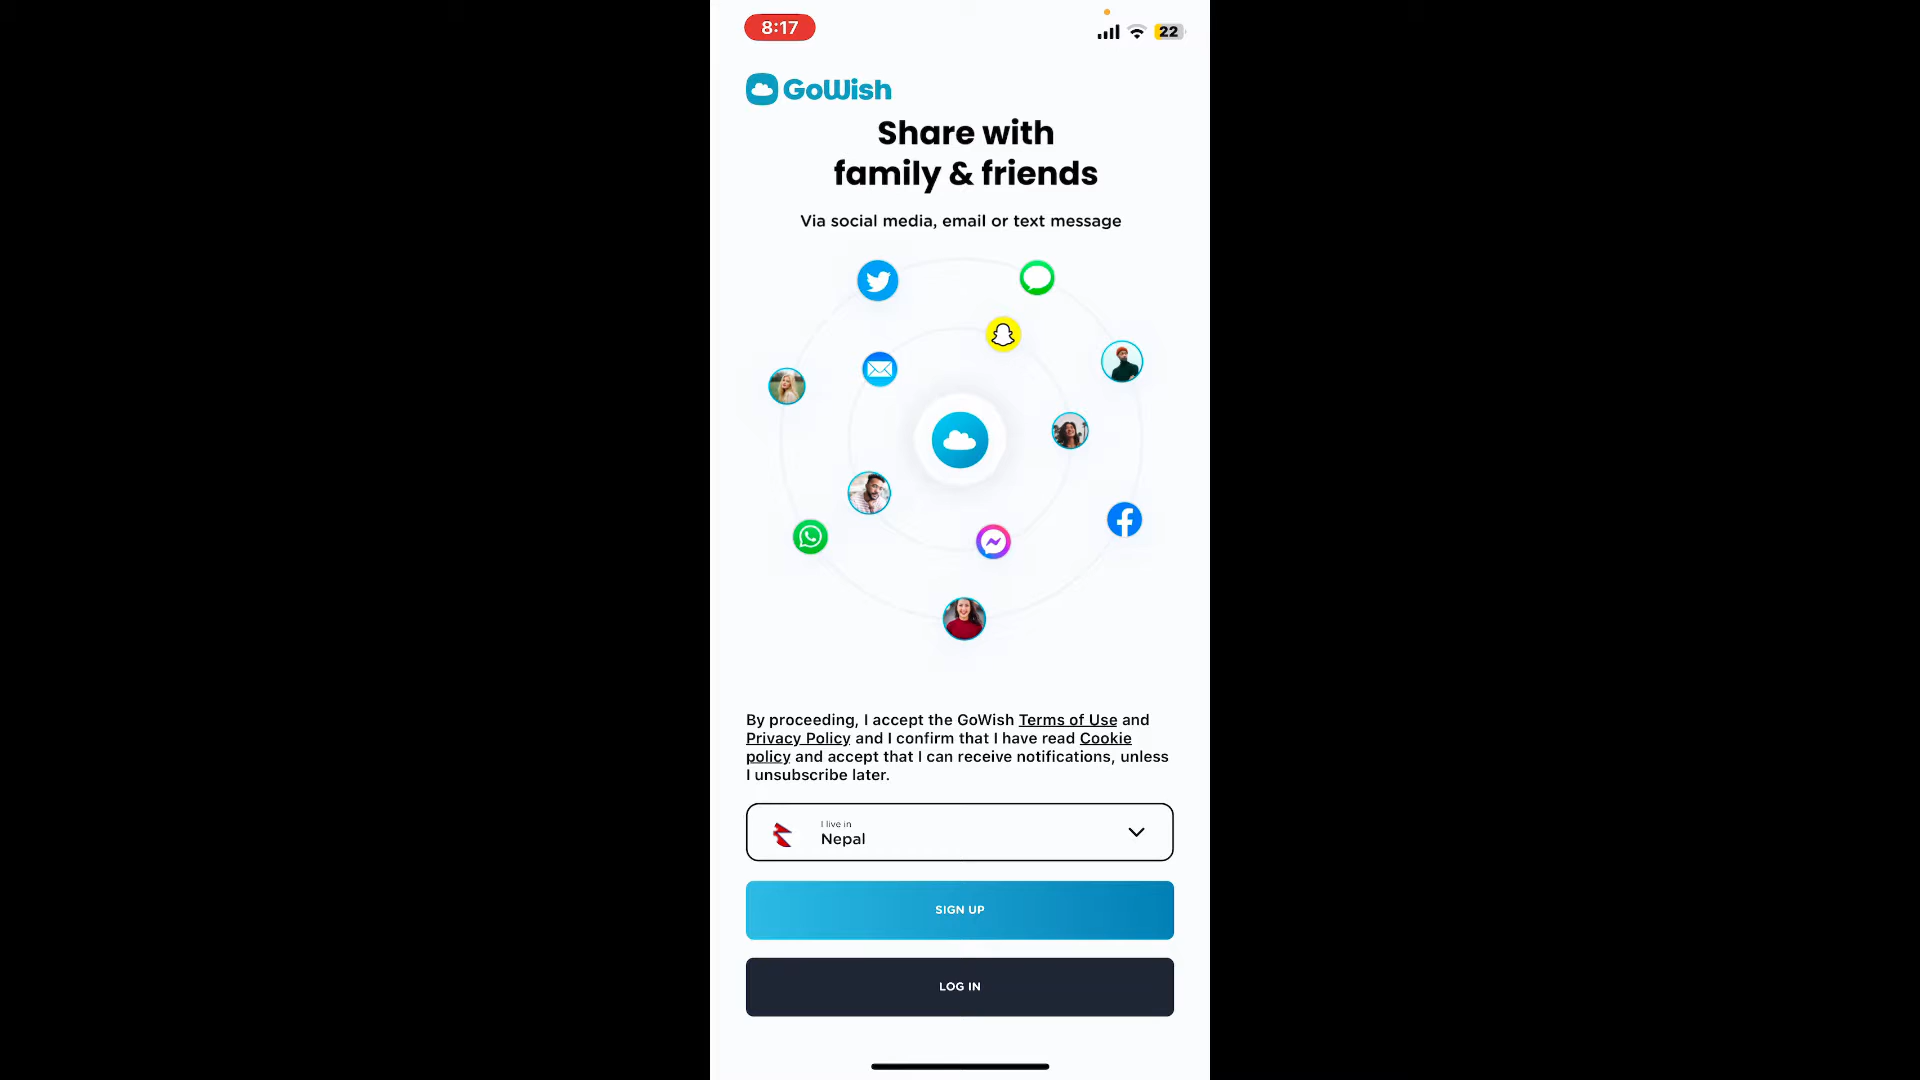 8:17
22
GoWish
Share with
family & friends
Via social media, email or text message
By proceeding, I accept the GoWish Terms of Use and
Privacy Policy and I confirm that I have read Cookie
policy and accept that I can receive notifications, unless
I unsubscribe later.
I live in
Nepal
SIGN UP
LOG IN